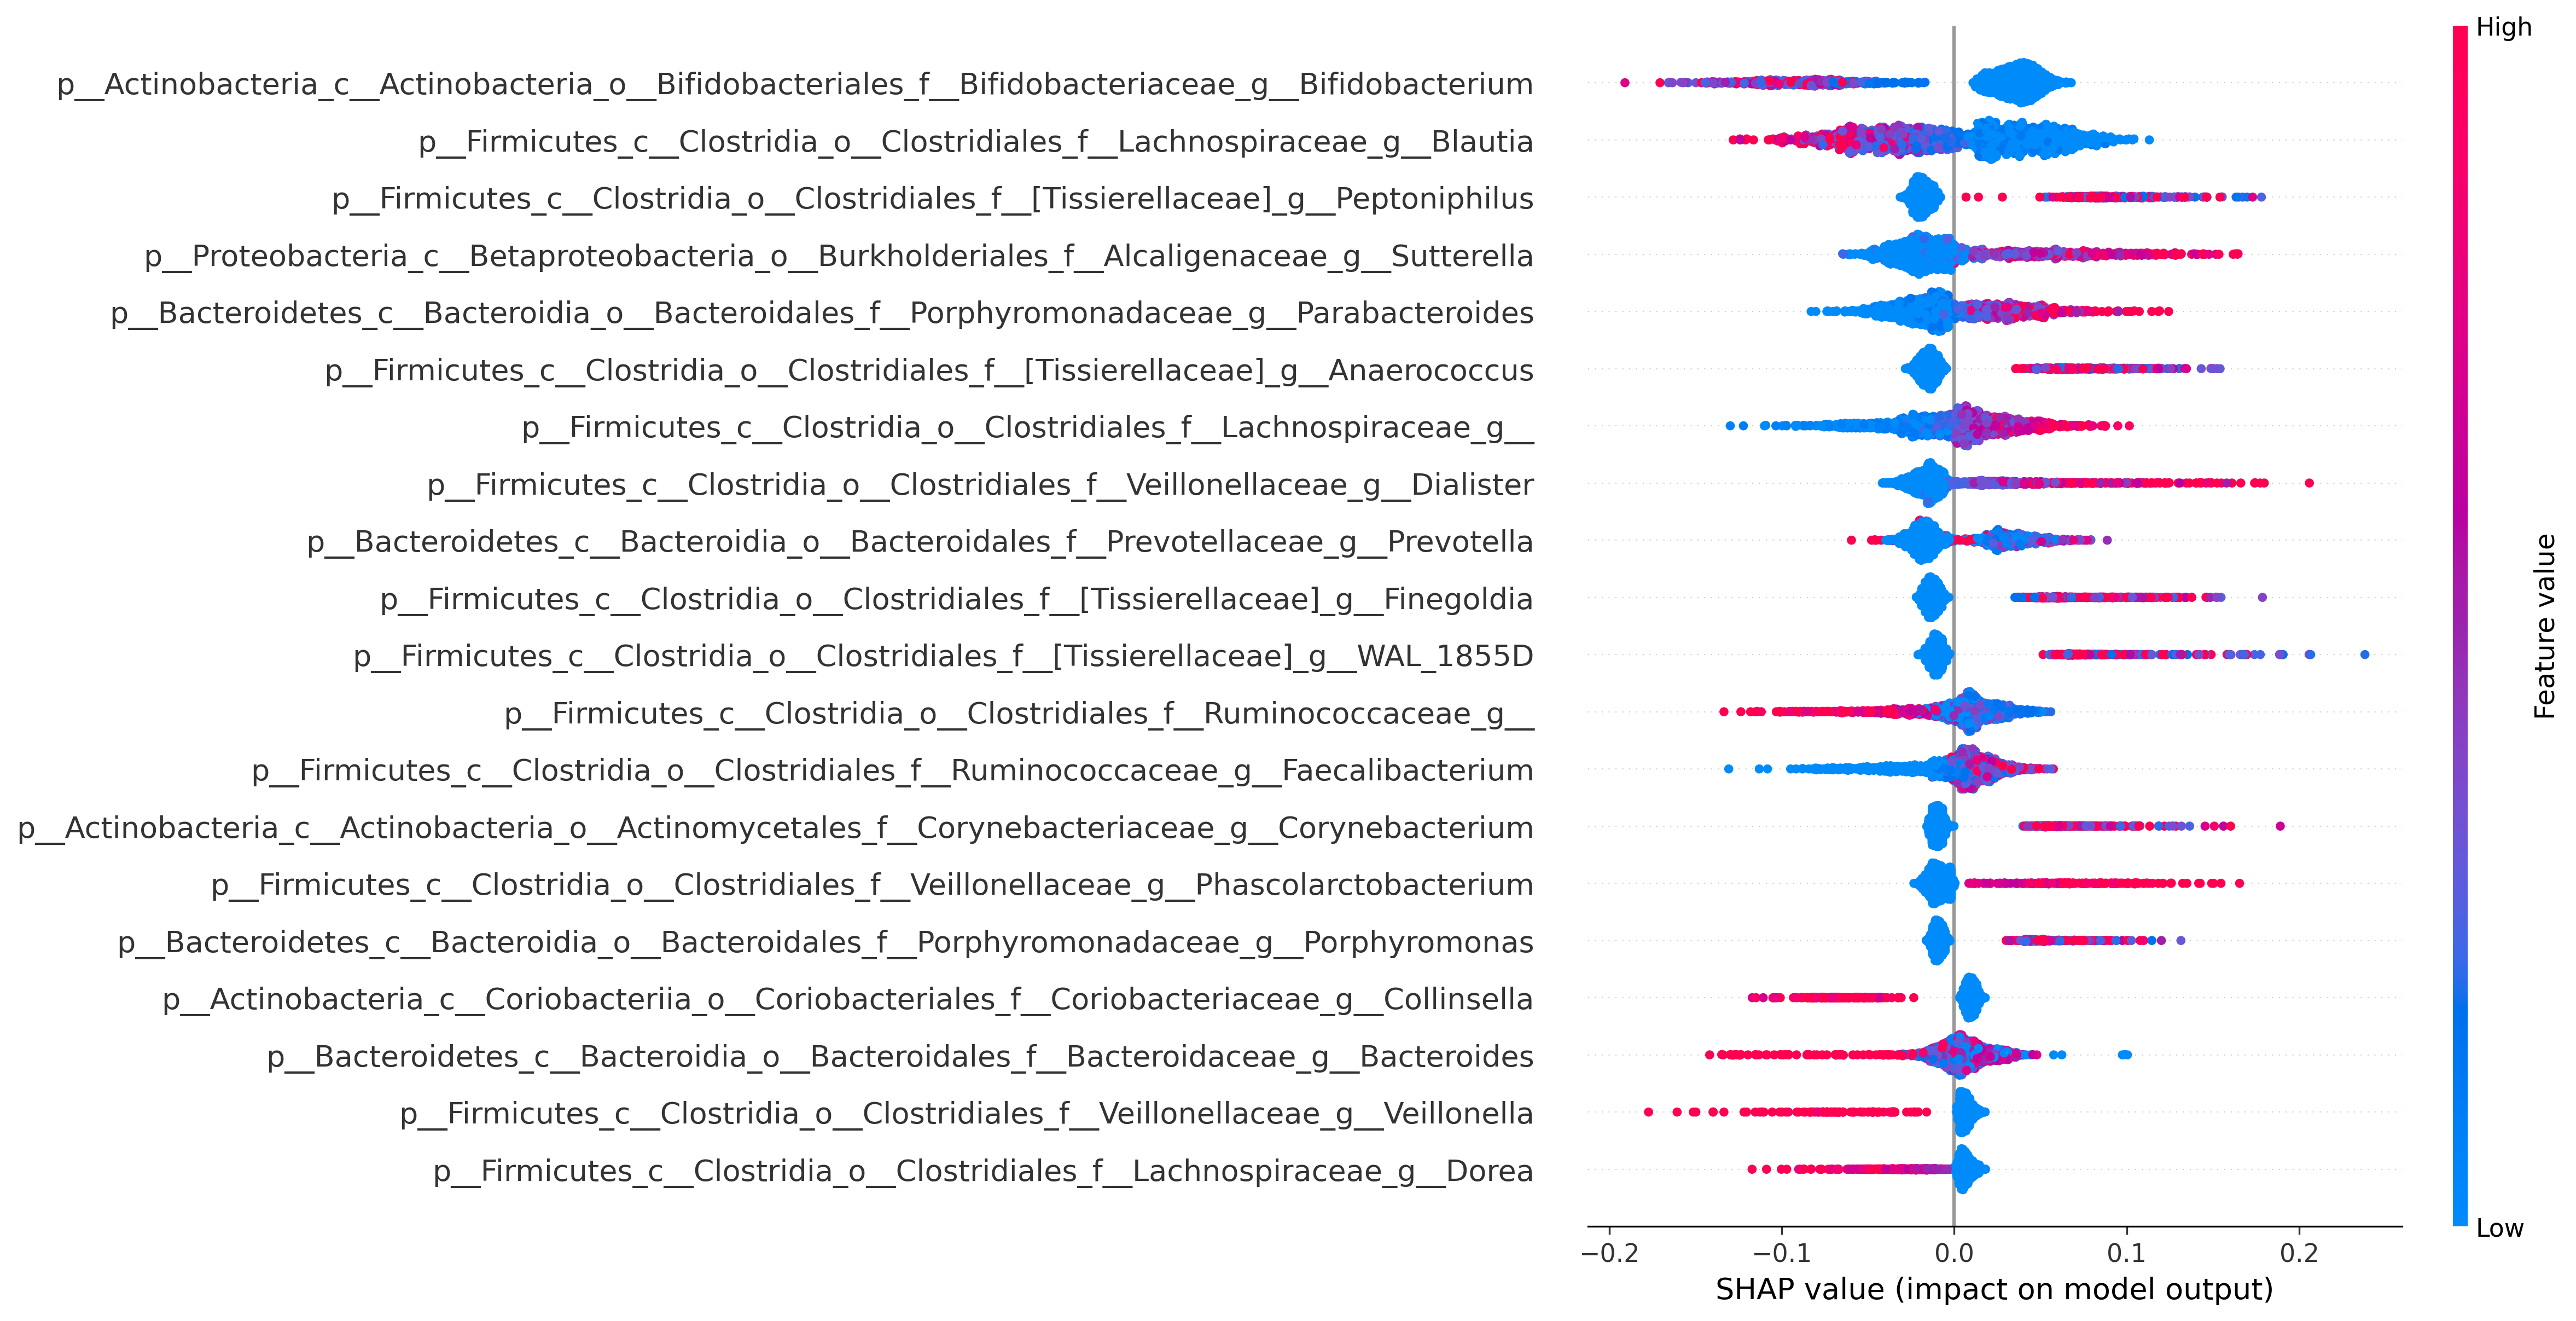 High
p__Actinobacteria_c__Actinobacteria_o__Bifidobacteriales_f__Bifidobacteriaceae_g__Bifidobacterium
p__Firmicutes_c__Clostridia_o__Clostridiales_f__Lachnospiraceae_g__Blautia
p__Firmicutes_c__Clostridia_o__Clostridiales_f__[Tissierellaceae]_g__Peptoniphilus
p__Proteobacteria_c__Betaproteobacteria_o__Burkholderiales_f__Alcaligenaceae_g__Sutterella
p__Bacteroidetes_c__Bacteroidia_o__Bacteroidales_f__Porphyromonadaceae_g__Parabacteroides
p__Firmicutes_c__Clostridia_o__Clostridiales_f__[Tissierellaceae]_g__Anaerococcus
p__Firmicutes_c__Clostridia_o__Clostridiales_f__Lachnospiraceae_g__
p__Firmicutes_c__Clostridia_o__Clostridiales_f__Veillonellaceae_g__Dialister
p__Bacteroidetes_c__Bacteroidia_o__Bacteroidales_f__Prevotellaceae_g__Prevotella
p__Firmicutes_c__Clostridia_o__Clostridiales_f__[Tissierellaceae]_g__Finegoldia
p__Firmicutes_c__Clostridia_o__Clostridiales_f__[Tissierellaceae]_g__WAL_1855D
p__Firmicutes_c__Clostridia_o__Clostridiales_f__Ruminococcaceae_g__
p__Firmicutes_c__Clostridia_o__Clostridiales_f__Ruminococcaceae_g__Faecalibacterium
p__Actinobacteria_c__Actinobacteria_o__Actinomycetales_f__Corynebacteriaceae_g__Corynebacterium
p__Firmicutes_c__Clostridia_o__Clostridiales_f__Veillonellaceae_g__Phascolarctobacterium
p__Bacteroidetes_c__Bacteroidia_o__Bacteroidales_f__Porphyromonadaceae_g__Porphyromonas
p__Actinobacteria_c__Coriobacteriia_o__Coriobacteriales_f__Coriobacteriaceae_g__Collinsella
p__Bacteroidetes_c__Bacteroidia_o__Bacteroidales_f__Bacteroidaceae_g__Bacteroides
p__Firmicutes_c__Clostridia_o__Clostridiales_f__Veillonellaceae_g__Veillonella
p__Firmicutes_c__Clostridia_o__Clostridiales_f__Lachnospiraceae_g__Dorea
Feature value
Low
−0.2 −0.1 0.0 0.1 0.2
SHAP value (impact on model output)